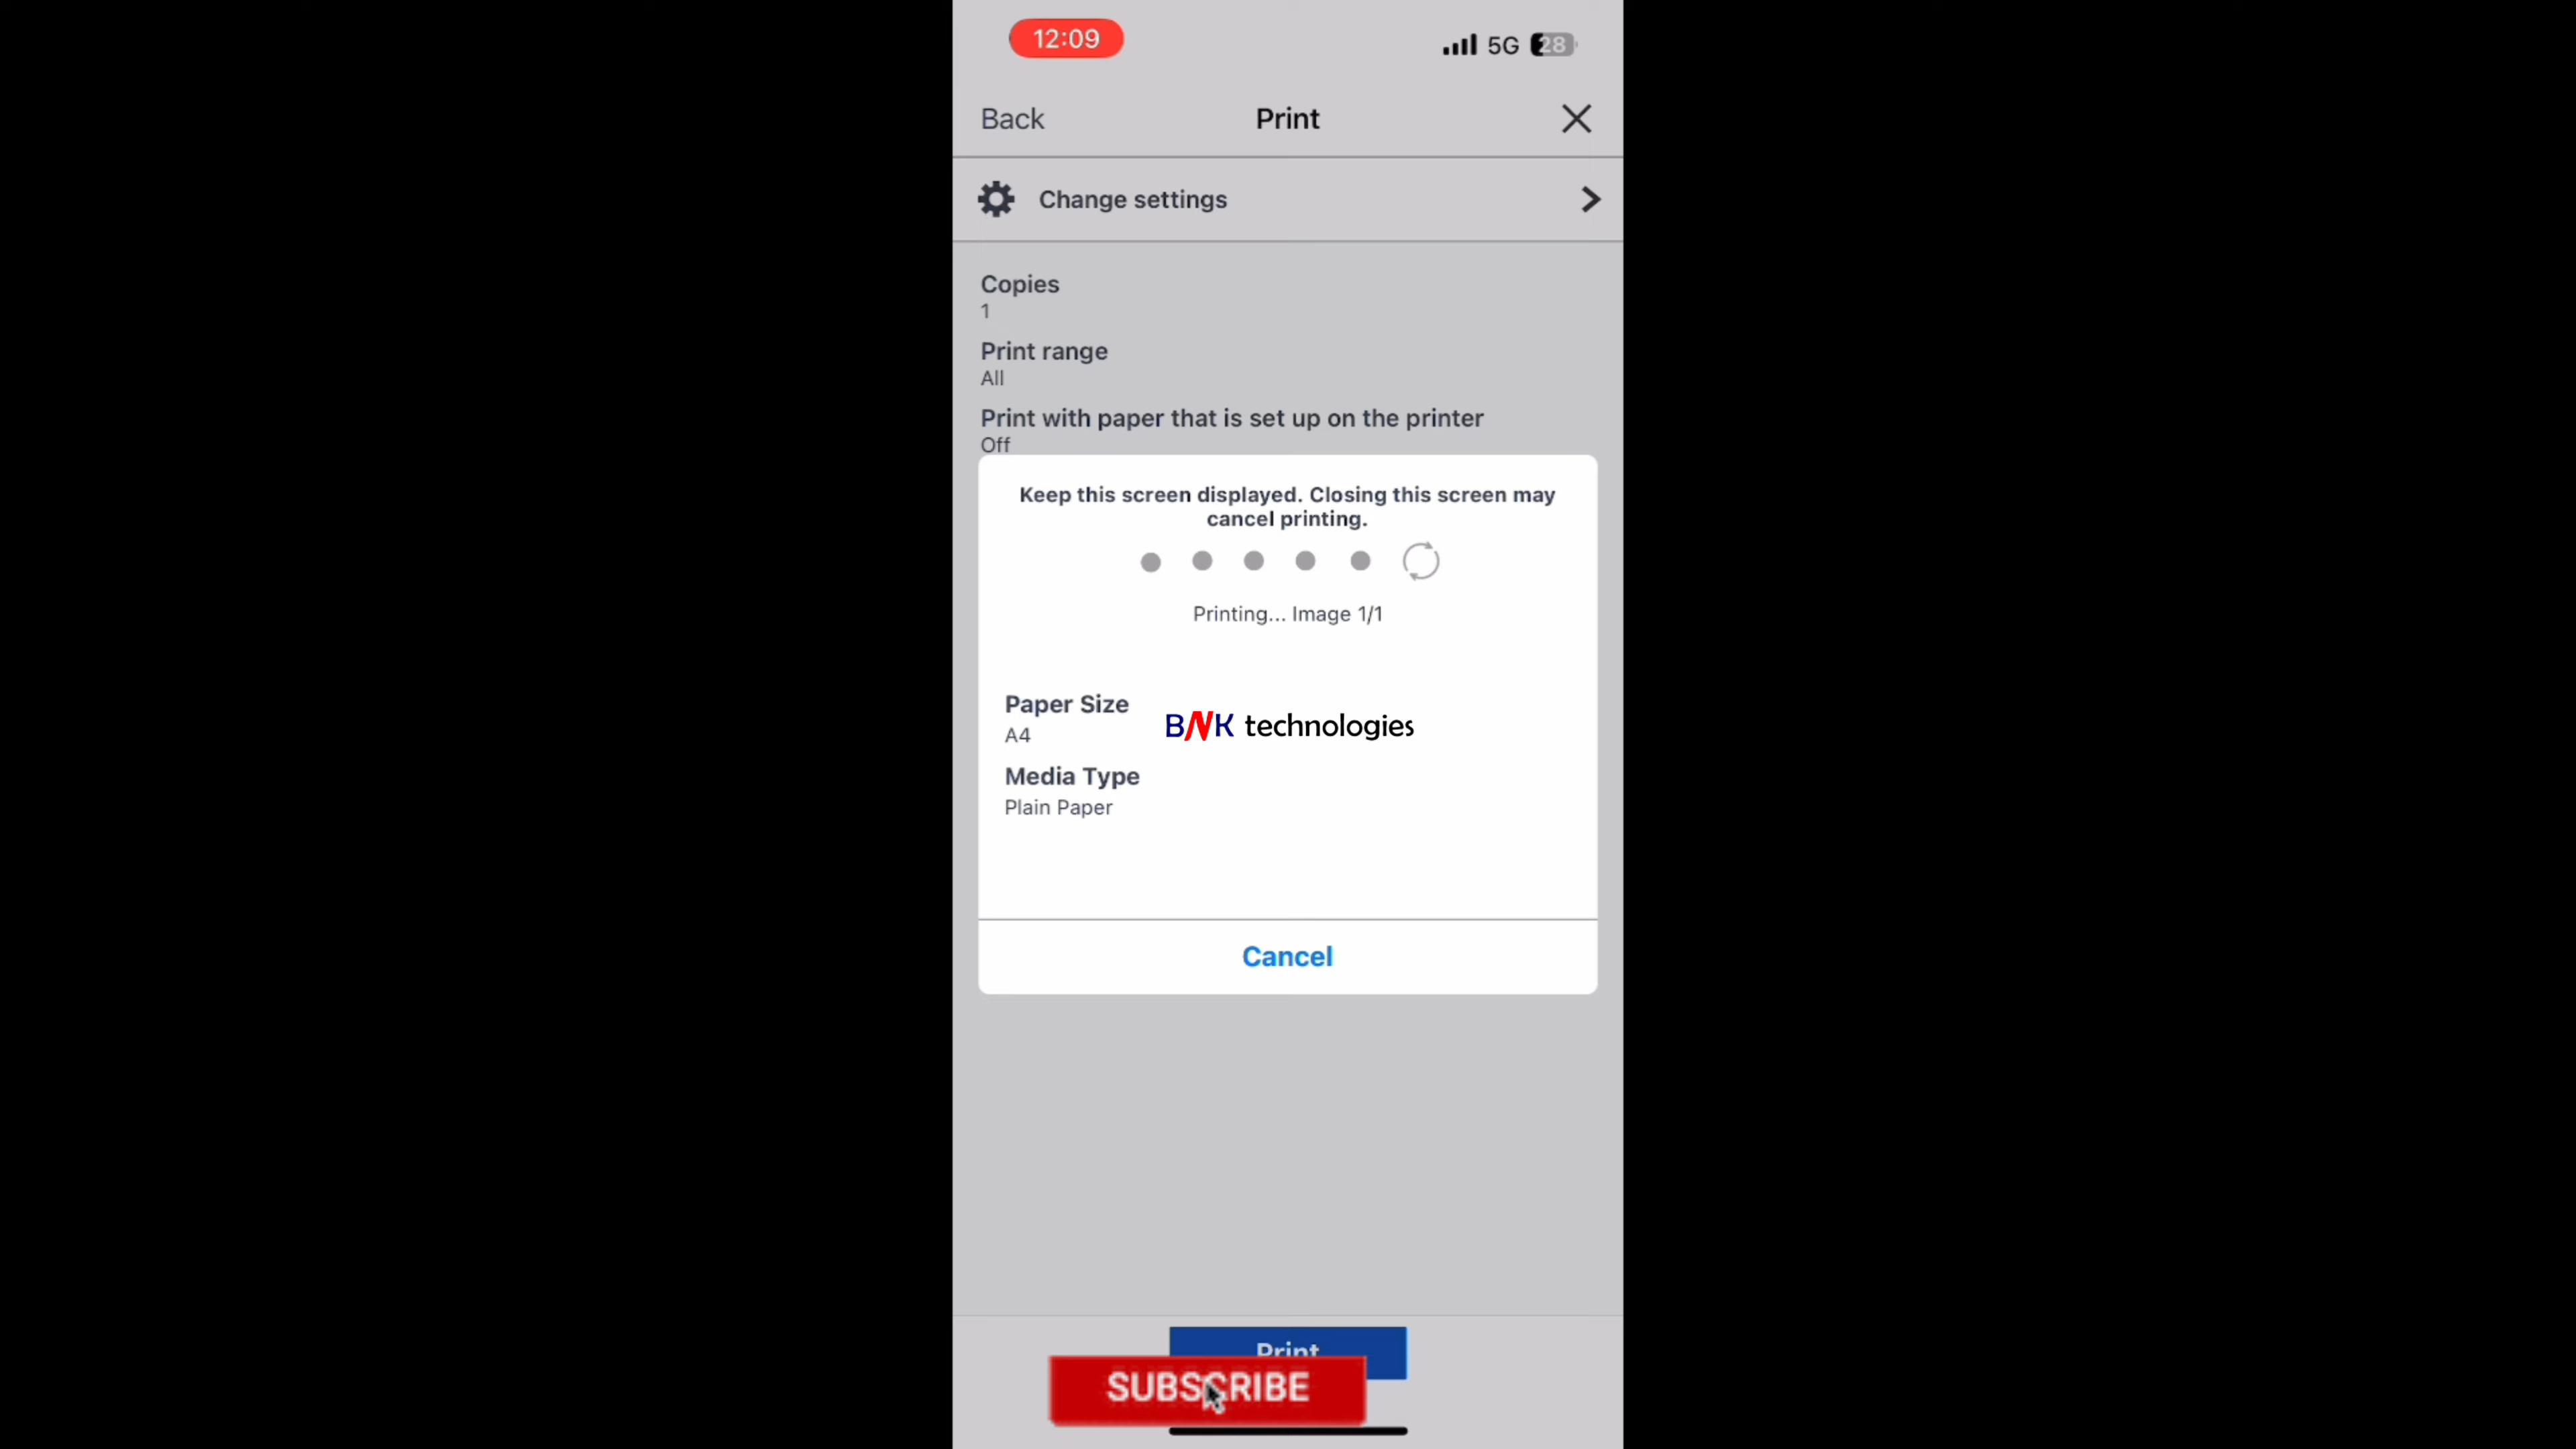 12:09
5G 28
Back
Print
Change settings
Copies
1
Print range
All
Print with paper that is set up on the printer
Off
Keep this screen displayed. Closing this screen may
cancel printing.
Printing... Image 1/1
Paper Size
A4
BNK technologies
Media Type
Plain Paper
Cancel
Print
SUBSCRIBE